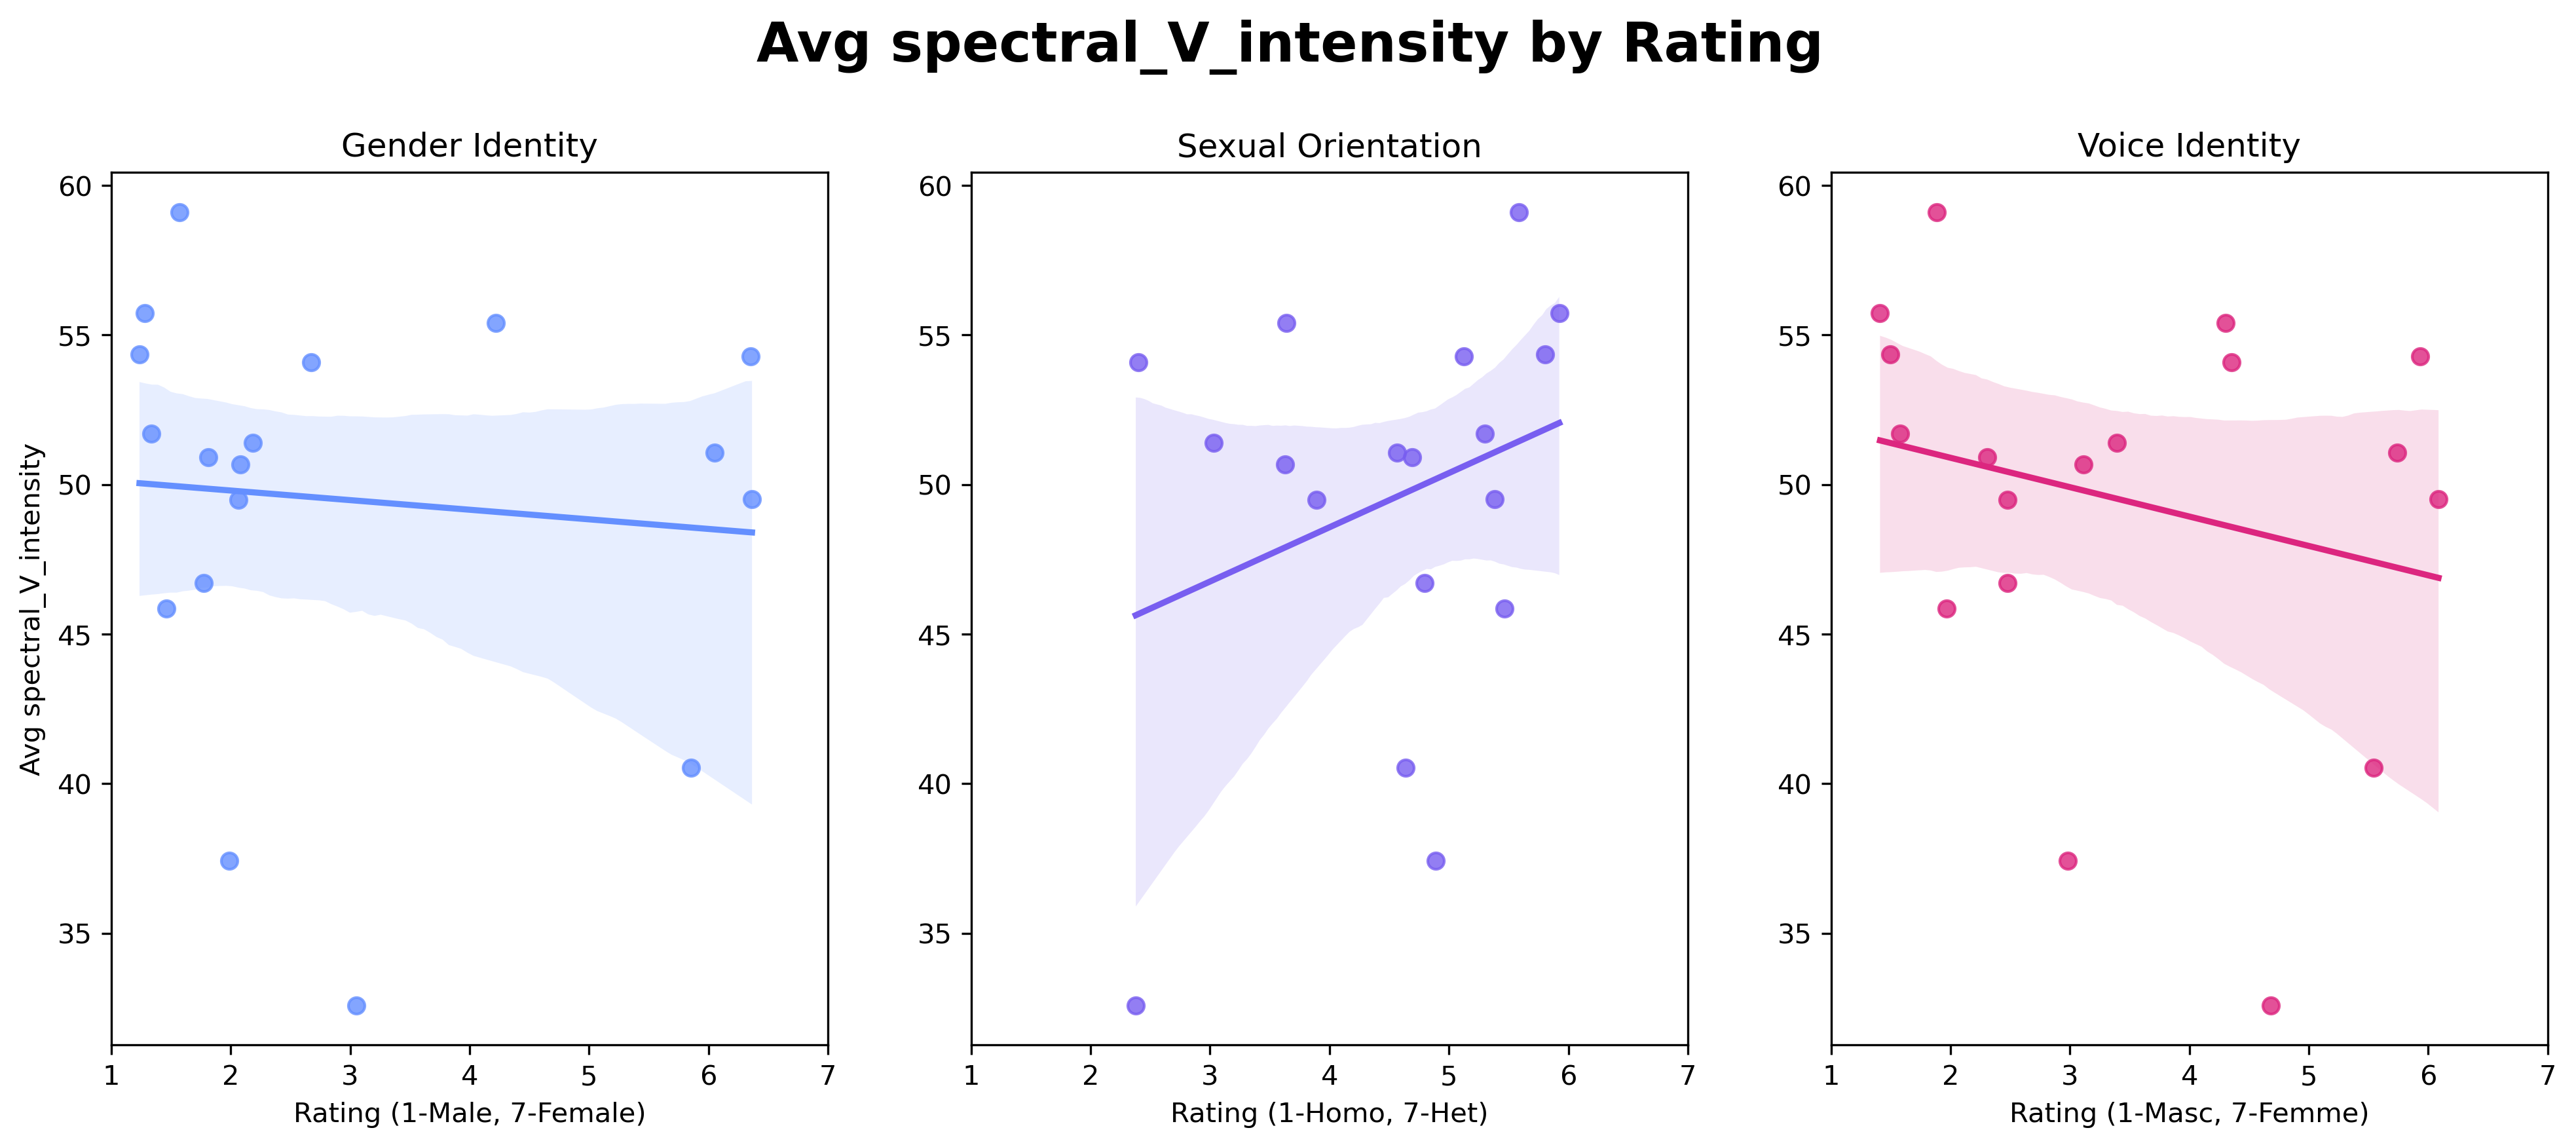 Avg spectral_V_intensity by Rating
Gender Identity
Sexual Orientation
Voice Identity
Avg spectral_V_intensity
60
55
50
45
40
35
1 2 3 4 5 6 7
Rating (1-Male, 7-Female)
60
55
50
45
40
35
1 2 3 4 5 6 7
Rating (1-Homo, 7-Het)
60
55
50
45
40
35
1 2 3 4 5 6 7
Rating (1-Masc, 7-Femme)